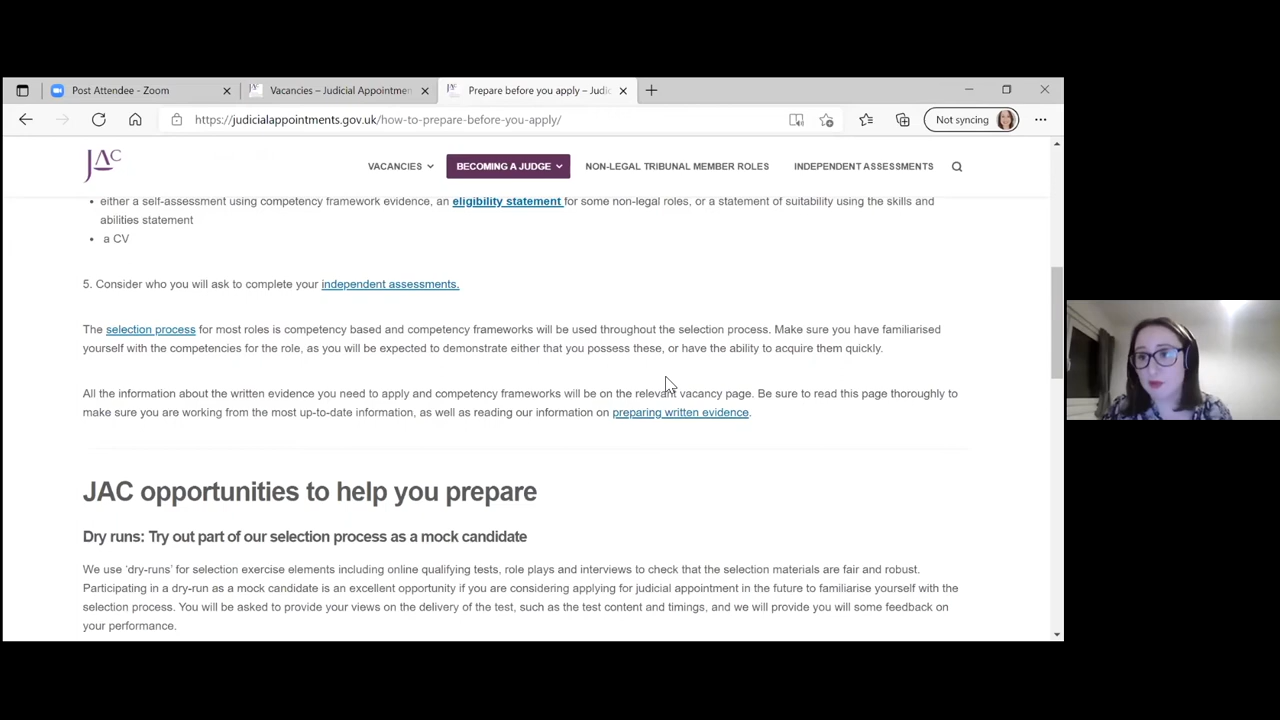 Post Attendee - Zoom
Vacancies – Judicial Appointmen
Prepare before you apply – Judic
https://judicialappointments.gov.uk/how-to-prepare-before-you-apply/
Not syncing
JAC
VACANCIES
BECOMING A JUDGE
NON-LEGAL TRIBUNAL MEMBER ROLES
INDEPENDENT ASSESSMENTS
• either a self-assessment using competency framework evidence, an eligibility statement for some non-legal roles, or a statement of suitability using the skills and
abilities statement
• a CV
5. Consider who you will ask to complete your independent assessments.
The selection process for most roles is competency based and competency frameworks will be used throughout the selection process. Make sure you have familiarised
yourself with the competencies for the role, as you will be expected to demonstrate either that you possess these, or have the ability to acquire them quickly.
All the information about the written evidence you need to apply and competency frameworks will be on the relevant vacancy page. Be sure to read this page thoroughly to
make sure you are working from the most up-to-date information, as well as reading our information on preparing written evidence.
JAC opportunities to help you prepare
Dry runs: Try out part of our selection process as a mock candidate
We use 'dry-runs' for selection exercise elements including online qualifying tests, role plays and interviews to check that the selection materials are fair and robust.
Participating in a dry-run as a mock candidate is an excellent opportunity if you are considering applying for judicial appointment in the future to familiarise yourself with the
selection process. You will be asked to provide your views on the delivery of the test, such as the test content and timings, and we will provide you will some feedback on
your performance.